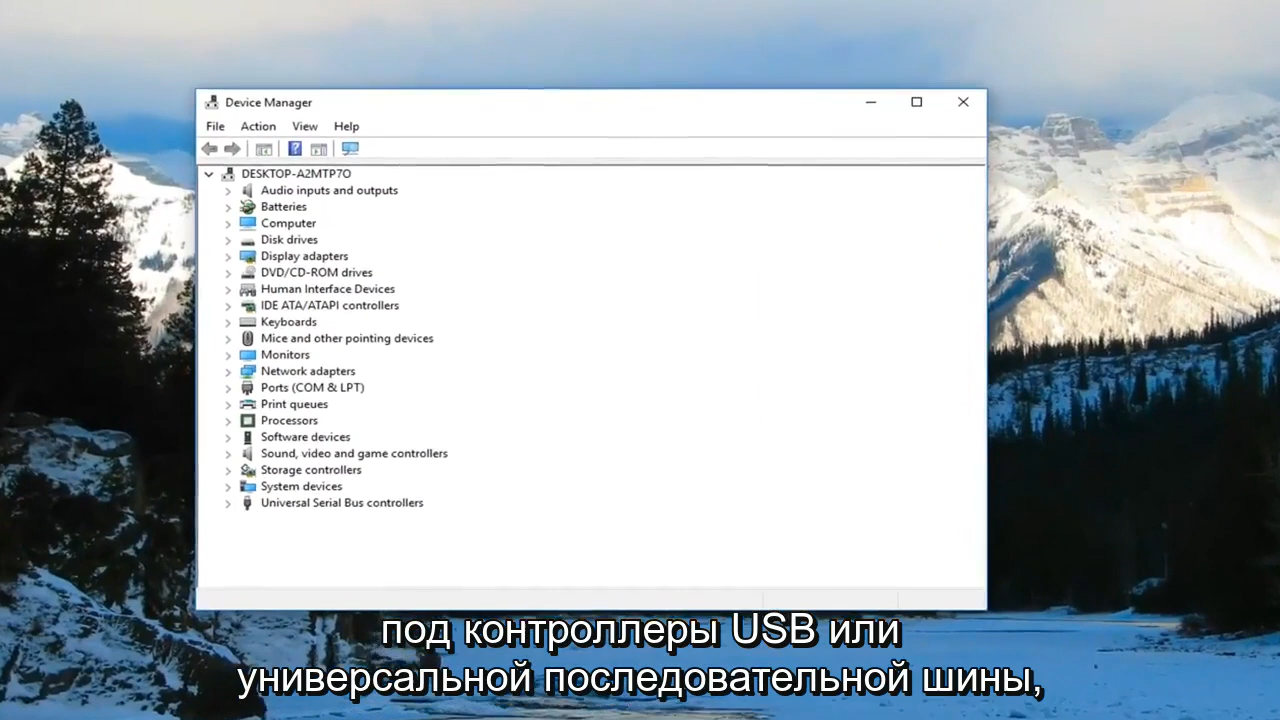 Device Manager
File Action View Help
DESKTOP-A2MTP7O
Audio inputs and outputs
Batteries
Computer
Disk drives
Display adapters
DVD/CD-ROM drives
Human Interface Devices
IDE ATA/ATAPI controllers
Keyboards
Mice and other pointing devices
Monitors
Network adapters
Ports (COM & LPT)
Print queues
Processors
Software devices
Sound, video and game controllers
Storage controllers
System devices
Universal Serial Bus controllers
под контроллеры USB или
универсальной последовательной шины,